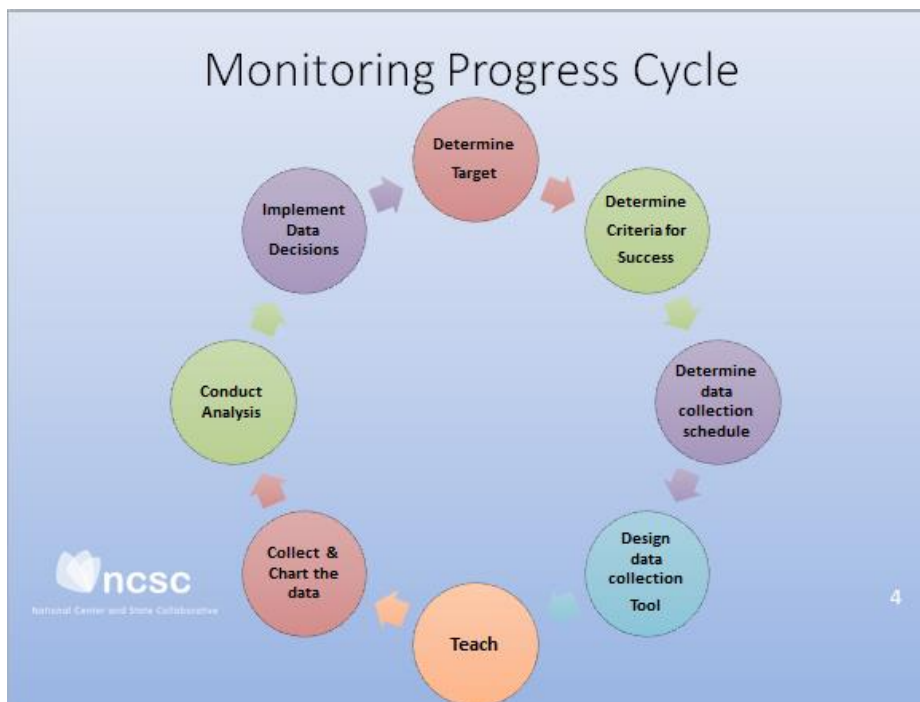 Monitoring Progress Cycle
Determine
Target
Determine
Criteria for
Success
Determine
data
collection
schedule
Design
data
collection
Tool
Teach
Collect &
Chart the
data
Conduct
Analysis
Implement
Data
Decisions
ncsc
National Center and State Collaborative
4